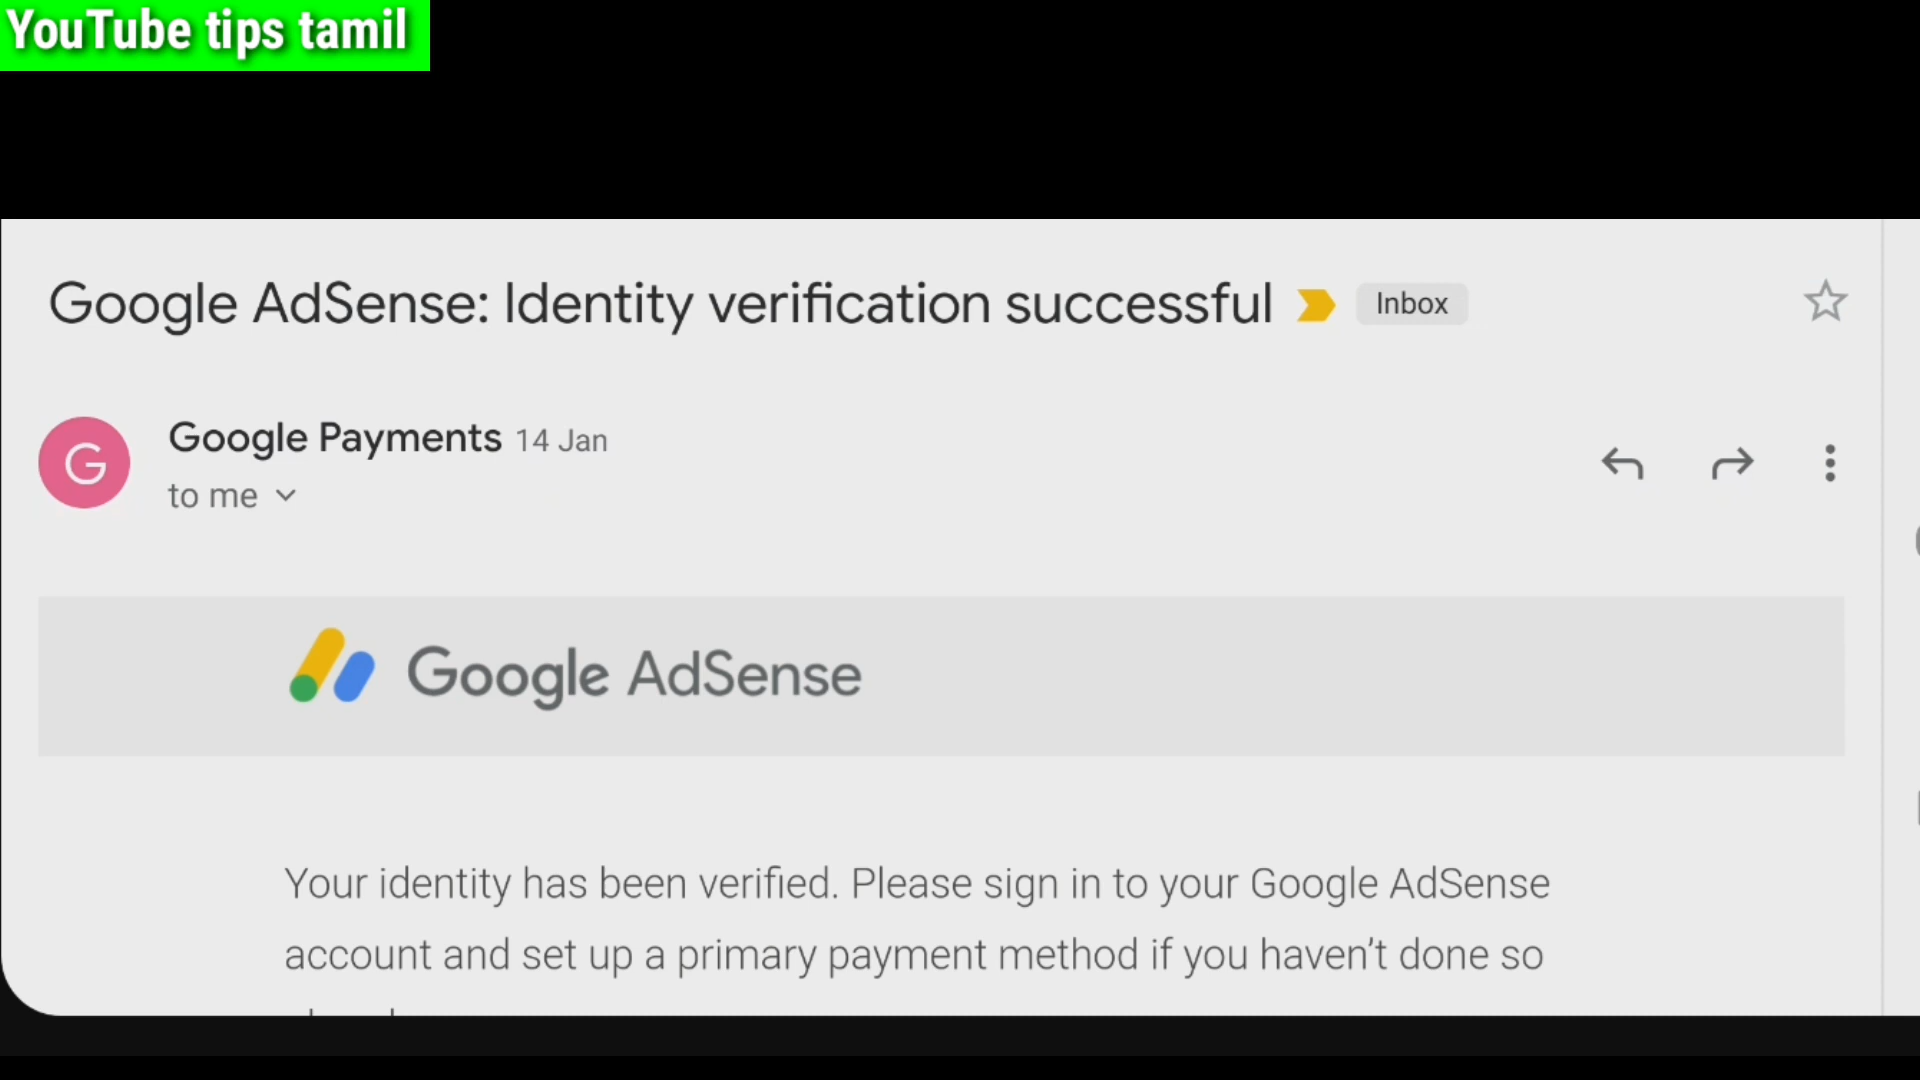 YouTube tips tamil
Google AdSense: Identity verification successful Inbox
G
Google Payments 14 Jan
to me
Google AdSense
Your identity has been verified. Please sign in to your Google AdSense
account and set up a primary payment method if you haven’t done so